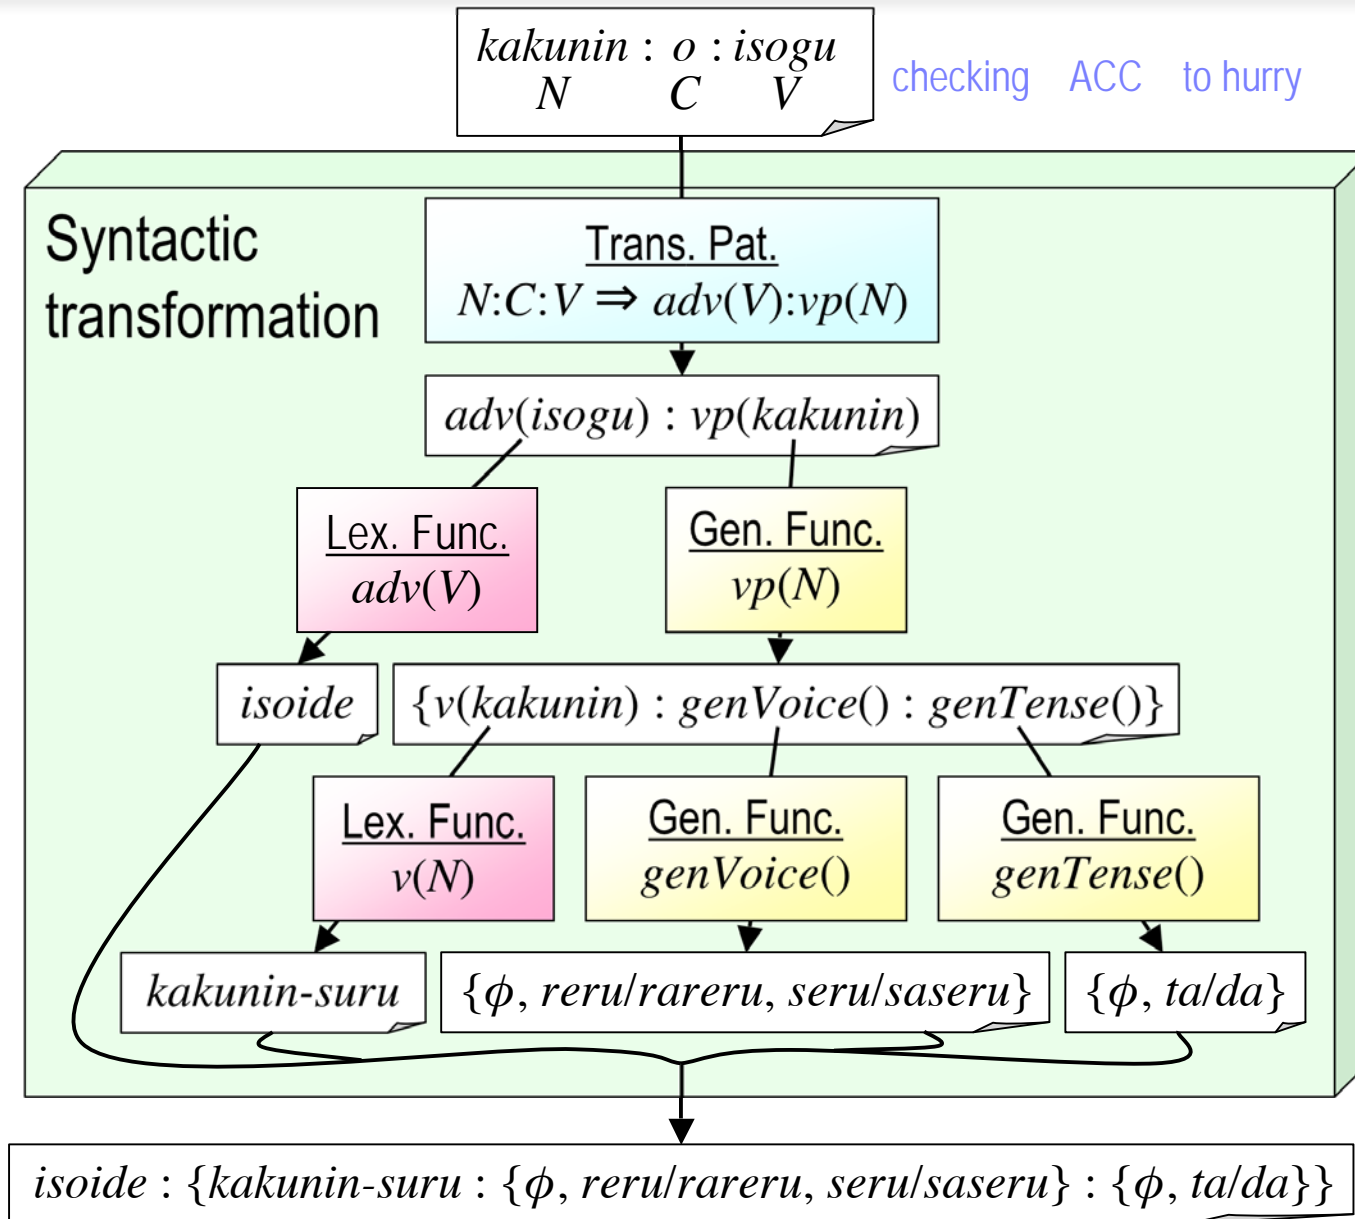 kakunin : o : isogu
N C V
checking ACC to hurry
Syntactic
transformation
Trans. Pat.
N:C:V ⇒ adv(V):vp(N)
adv(isogu) : vp(kakunin)
Lex. Func.
adv(V)
Gen. Func.
vp(N)
isoide
{v(kakunin) : genVoice() : genTense()}
Lex. Func.
v(N)
Gen. Func.
genVoice()
Gen. Func.
genTense()
kakunin-suru
{ϕ, reru/rareru, seru/saseru}
{ϕ, ta/da}
isoide : {kakunin-suru : {ϕ, reru/rareru, seru/saseru} : {ϕ, ta/da}}